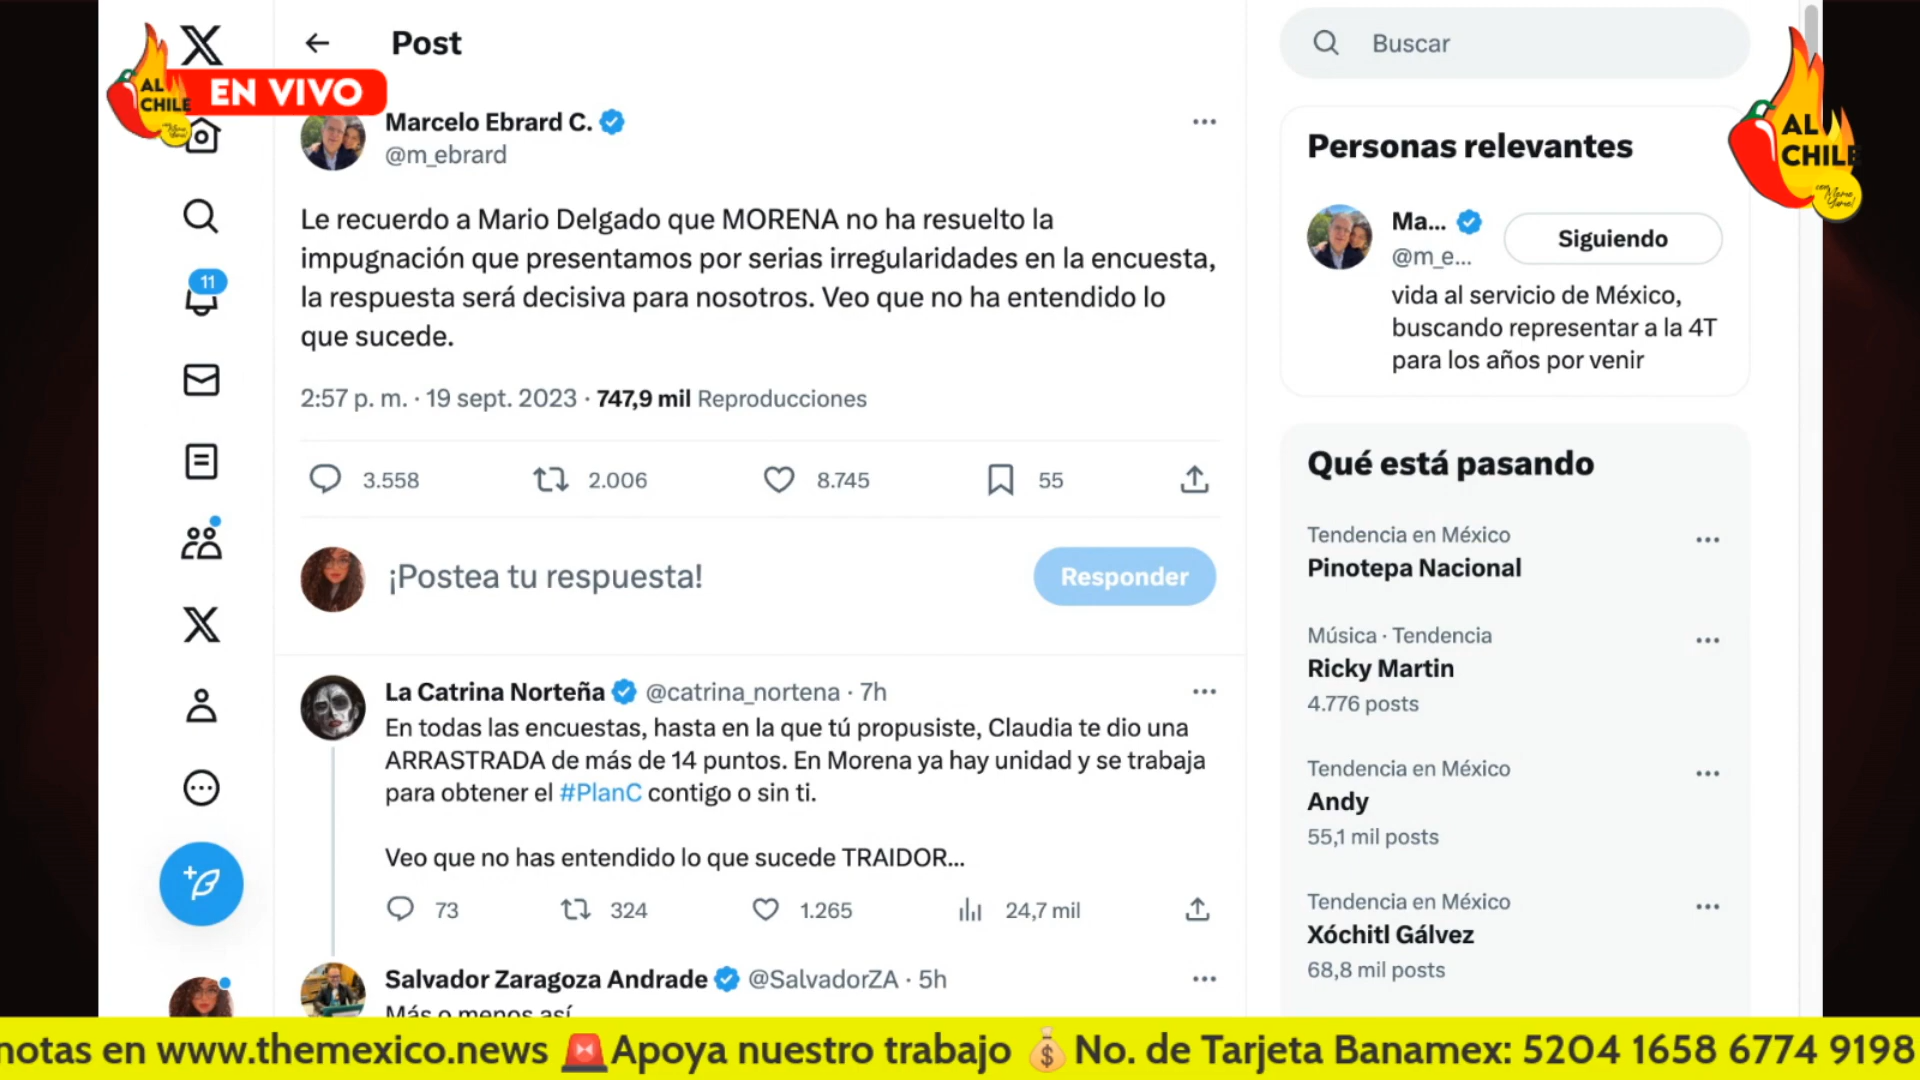 Post
Buscar
AL
CHILE
EN VIVO
Marcelo Ebrard C.
@m_ebrard
Le recuerdo a Mario Delgado que MORENA no ha resuelto la
impugnación que presentamos por serias irregularidades en la encuesta,
la respuesta será decisiva para nosotros. Veo que no ha entendido lo
que sucede.
2:57 p. m. · 19 sept. 2023 · 747,9 mil Reproducciones
3.558 2.006 8.745 55
¡Postea tu respuesta!
Responder
La Catrina Norteña @catrina_nortena · 7h
En todas las encuestas, hasta en la que tú propusiste, Claudia te dio una
ARRASTRADA de más de 14 puntos. En Morena ya hay unidad y se trabaja
para obtener el #PlanC contigo o sin ti.
Veo que no has entendido lo que sucede TRAIDOR...
73 324 1.265 24,7 mil
Salvador Zaragoza Andrade @SalvadorZA · 5h
Más o menos así
11
Personas relevantes
Ma...
@m_e...
Siguiendo
vida al servicio de México,
buscando representar a la 4T
para los años por venir
AL
CHILE
Qué está pasando
Tendencia en México
Pinotepa Nacional
Música · Tendencia
Ricky Martin
4.776 posts
Tendencia en México
Andy
55,1 mil posts
Tendencia en México
Xóchitl Gálvez
68,8 mil posts
notas en www.themexico.news 🚨Apoya nuestro trabajo 💰No. de Tarjeta Banamex: 5204 1658 6774 9198